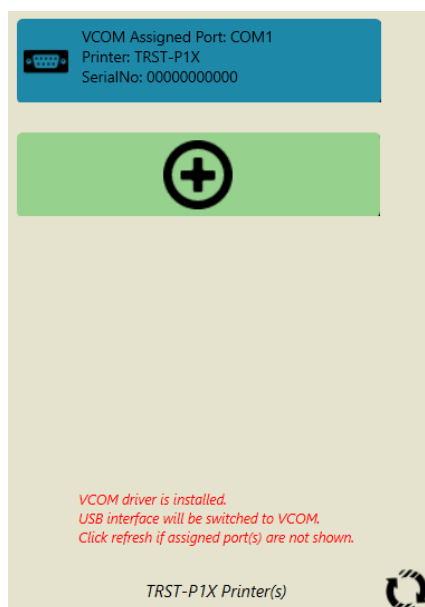 VCOM Assigned Port: COM1
Printer: TRST-P1X
SerialNo: 00000000000
VCOM driver is installed.
USB interface will be switched to VCOM.
Click refresh if assigned port(s) are not shown.
TRST-P1X Printer(s)